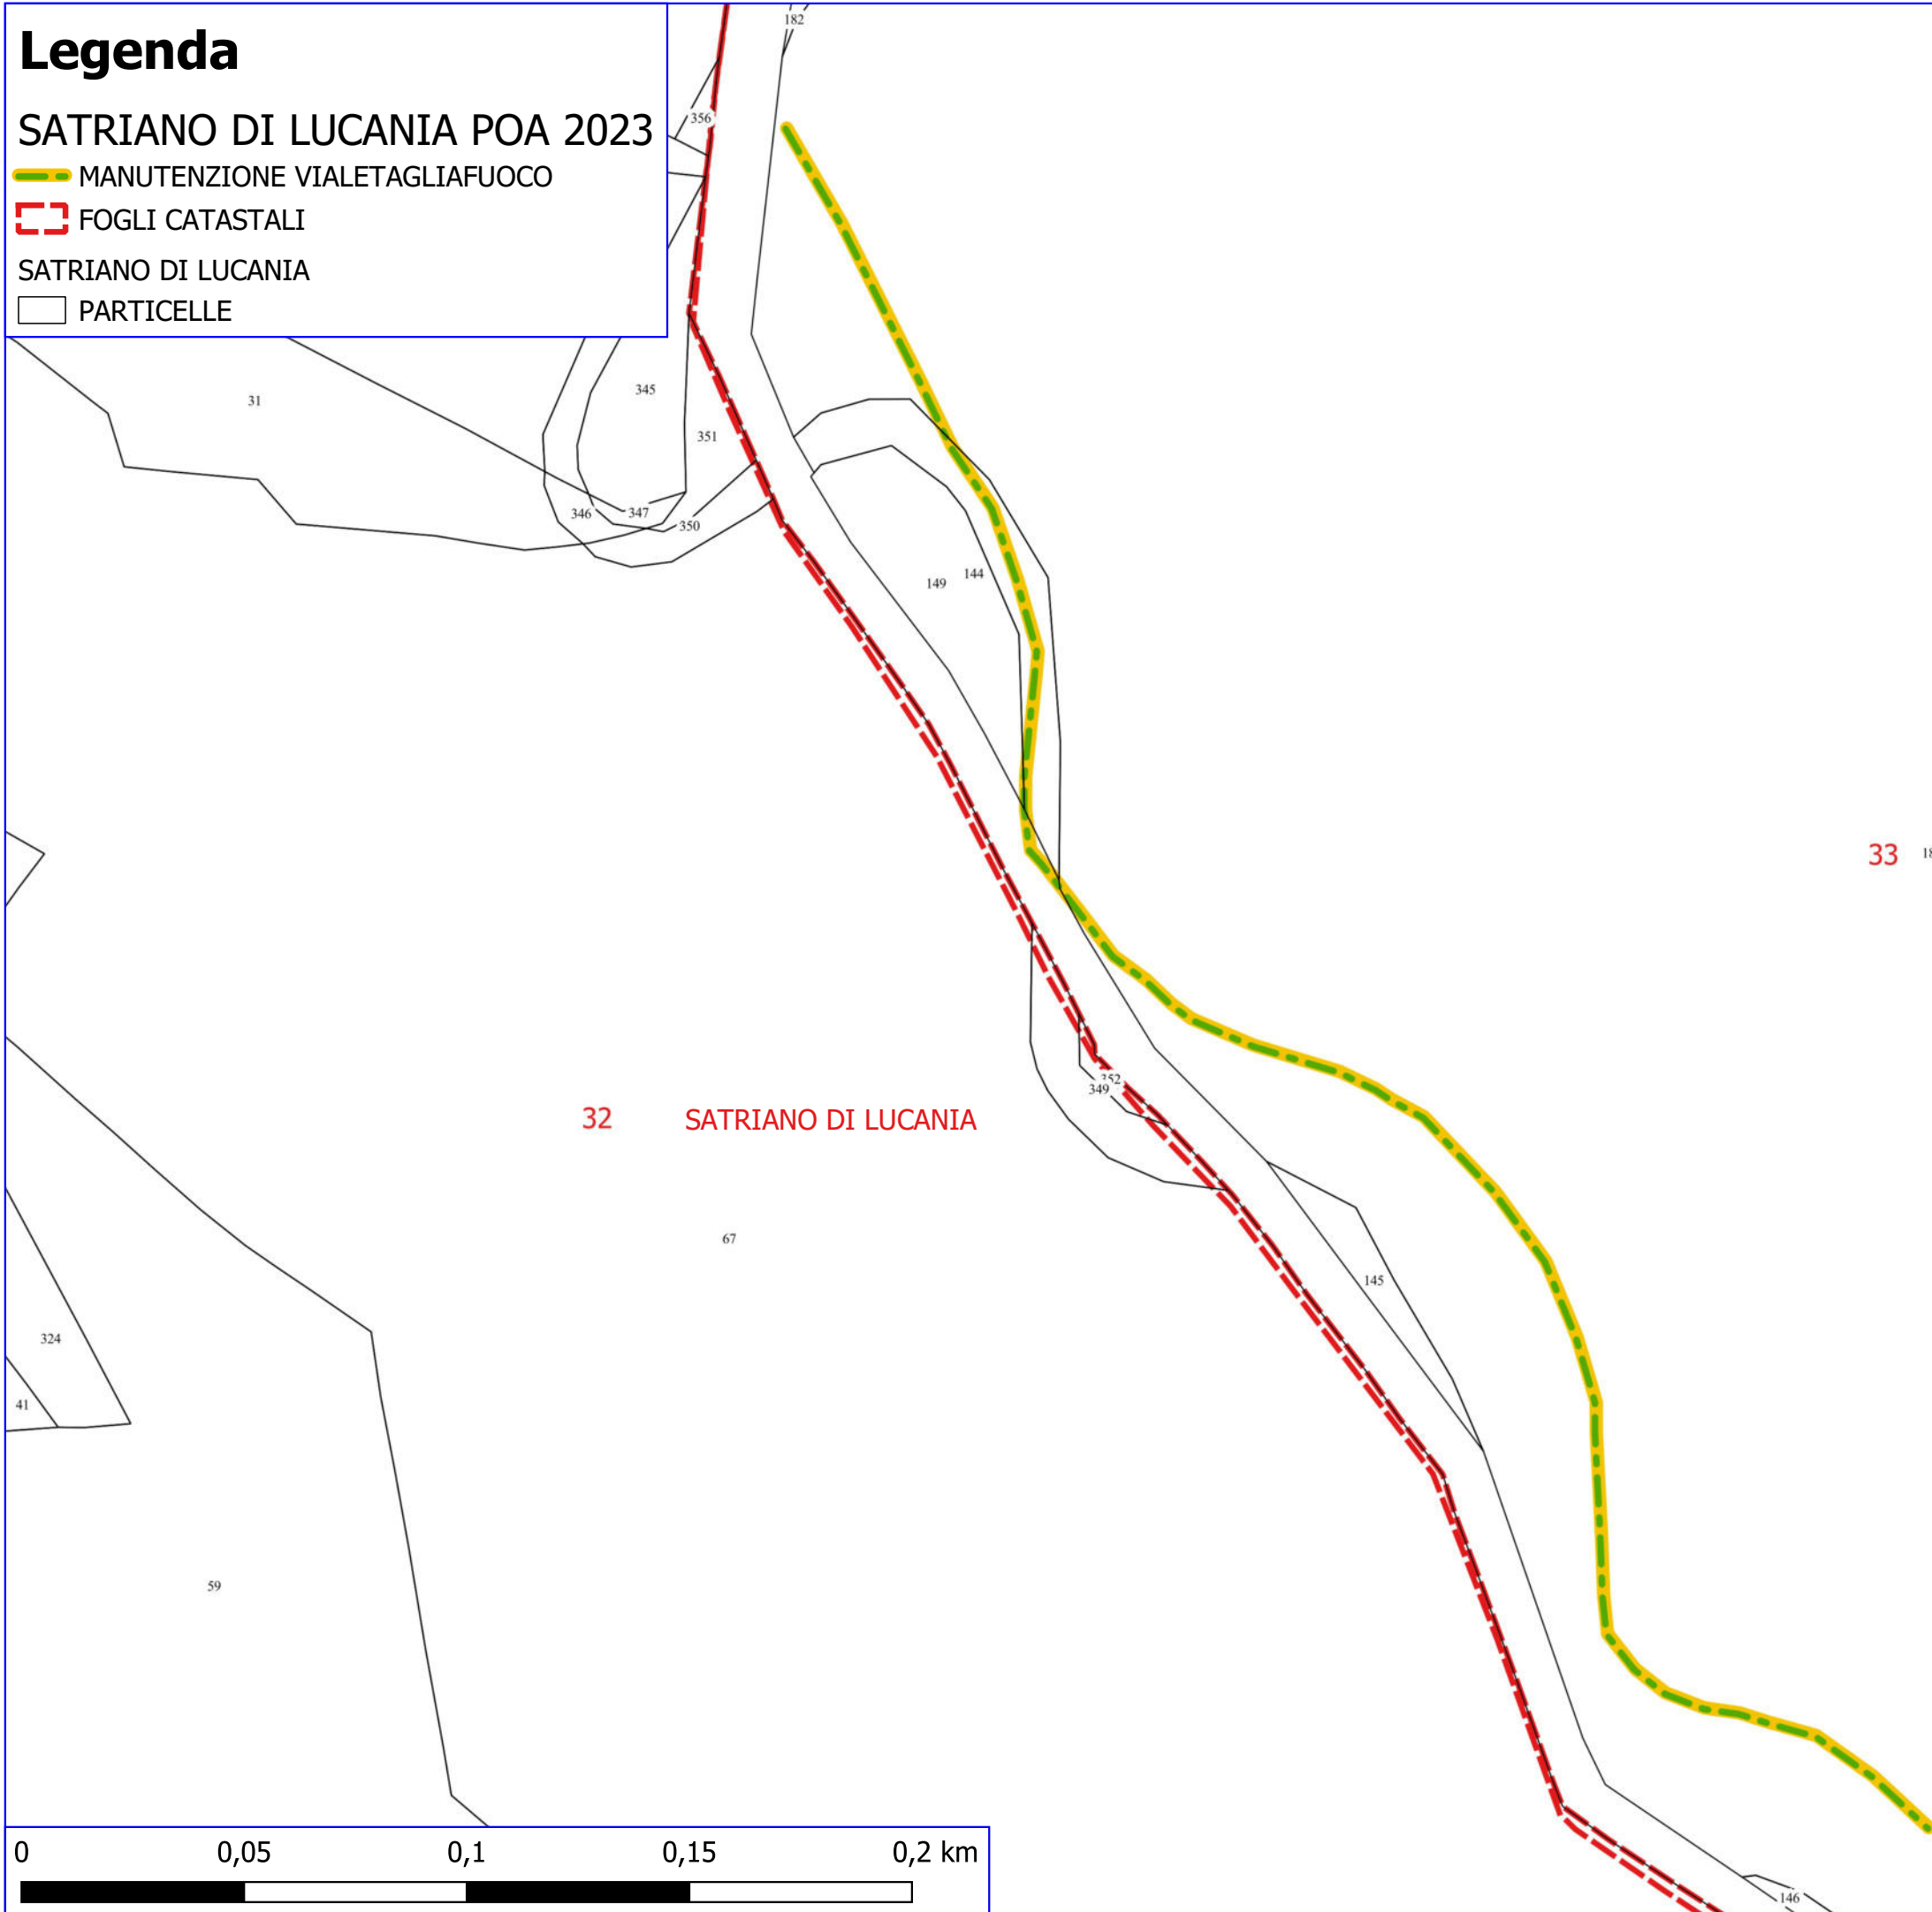 Legenda
SATRIANO DI LUCANIA POA 2023
MANUTENZIONE VIALETAGLIAFUOCO
FOGLI CATASTALI
SATRIANO DI LUCANIA
PARTICELLE
182
356
31
345
351
346
347
350
149
144
33
18
352
349
32
SATRIANO DI LUCANIA
67
145
324
41
59
146
0 0,05 0,1 0,15 0,2 km